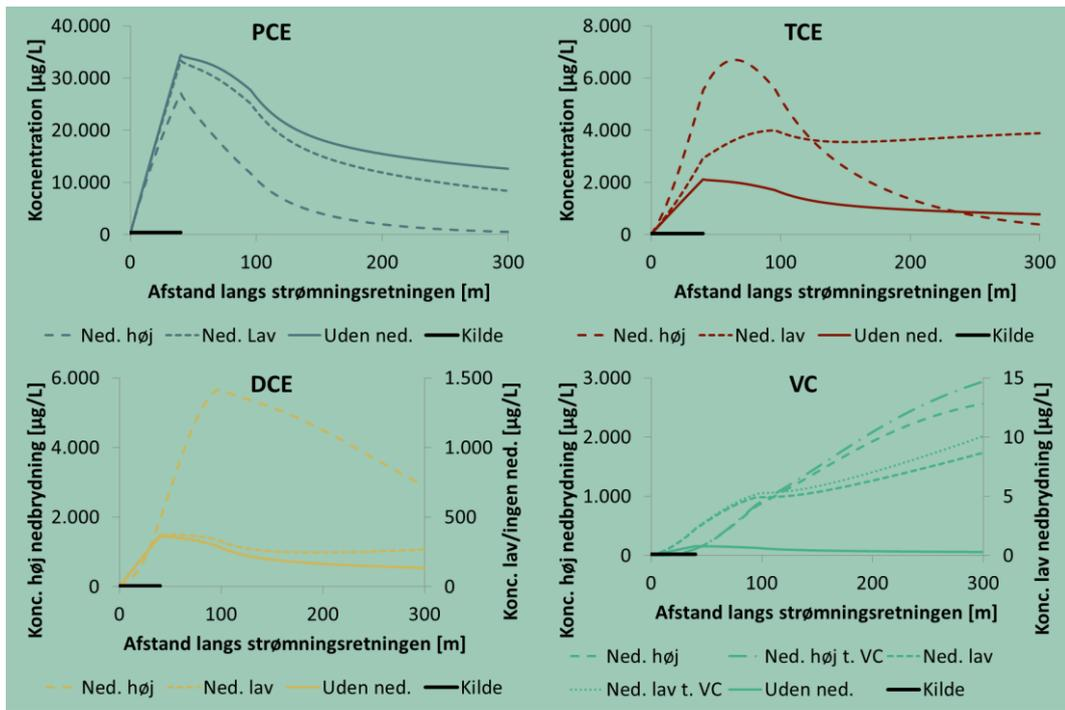 PCE
Kocnentration [µg/L]
40.000
30.000
20.000
10.000
0
0 100 200 300
Afstand langs strømningsretningen [m]
Ned. høj Ned. Lav Uden ned. Kilde
TCE
Koncentration [µg/L]
8.000
6.000
4.000
2.000
0
0 100 200 300
Afstand langs strømningsretningen [m]
Ned. høj Ned. lav Uden ned. Kilde
DCE
Konc. høj nedbrydning [µg/L]
6.000
4.000
2.000
0
1.500
1.000
500
0
Konc. lav/ingen ned. [µg/L]
0 100 200 300
Afstand langs strømningsretningen [m]
Ned. høj Ned. lav Uden ned. Kilde
VC
Konc. høj nedbrydning [µg/L]
3.000
2.000
1.000
0
15
10
5
0
Konc. lav nedbrydning [µg/L]
0 100 200 300
Afstand langs strømningsretningen [m]
Ned. høj Ned. høj t. VC Ned. lav
Ned. lav t. VC Uden ned. Kilde